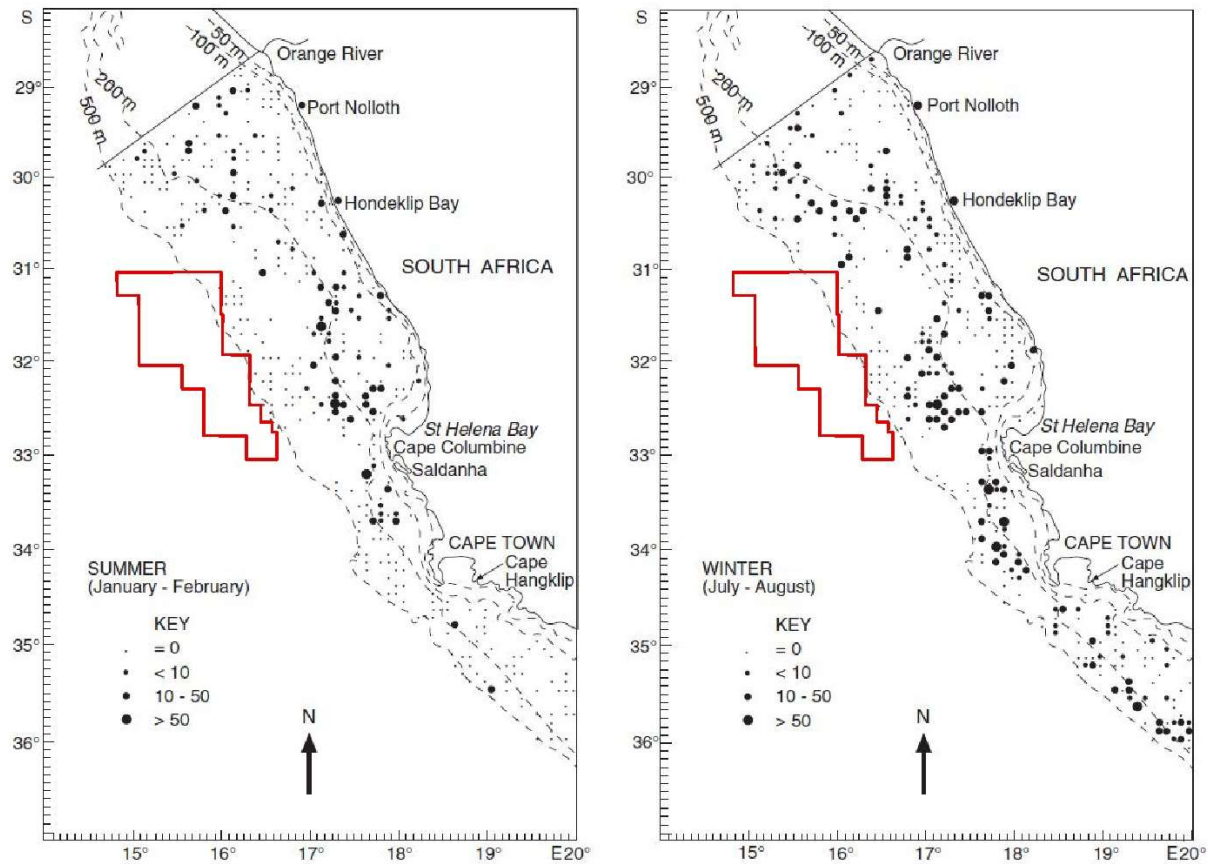 S
-50 m
-100 m
Orange River
200 m
500 m
29°
Port Nolloth
30°
Hondeklip Bay
31°
SOUTH AFRICA
32°
St Helena Bay
33°
Cape Columbine
Saldanha
34°
CAPE TOWN
Cape
Hangklip
SUMMER
(January - February)
KEY
= 0
< 10
10 - 50
> 50
35°
36°
N
15°
16°
17°
18°
19°
E20°
S
-50 m
-100 m
Orange River
200 m
500 m
29°
Port Nolloth
30°
Hondeklip Bay
31°
SOUTH AFRICA
32°
St Helena Bay
33°
Cape Columbine
Saldanha
34°
CAPE TOWN
Cape
Hangklip
WINTER
(July - August)
KEY
= 0
< 10
10 - 50
> 50
35°
36°
N
15°
16°
17°
18°
19°
E20°